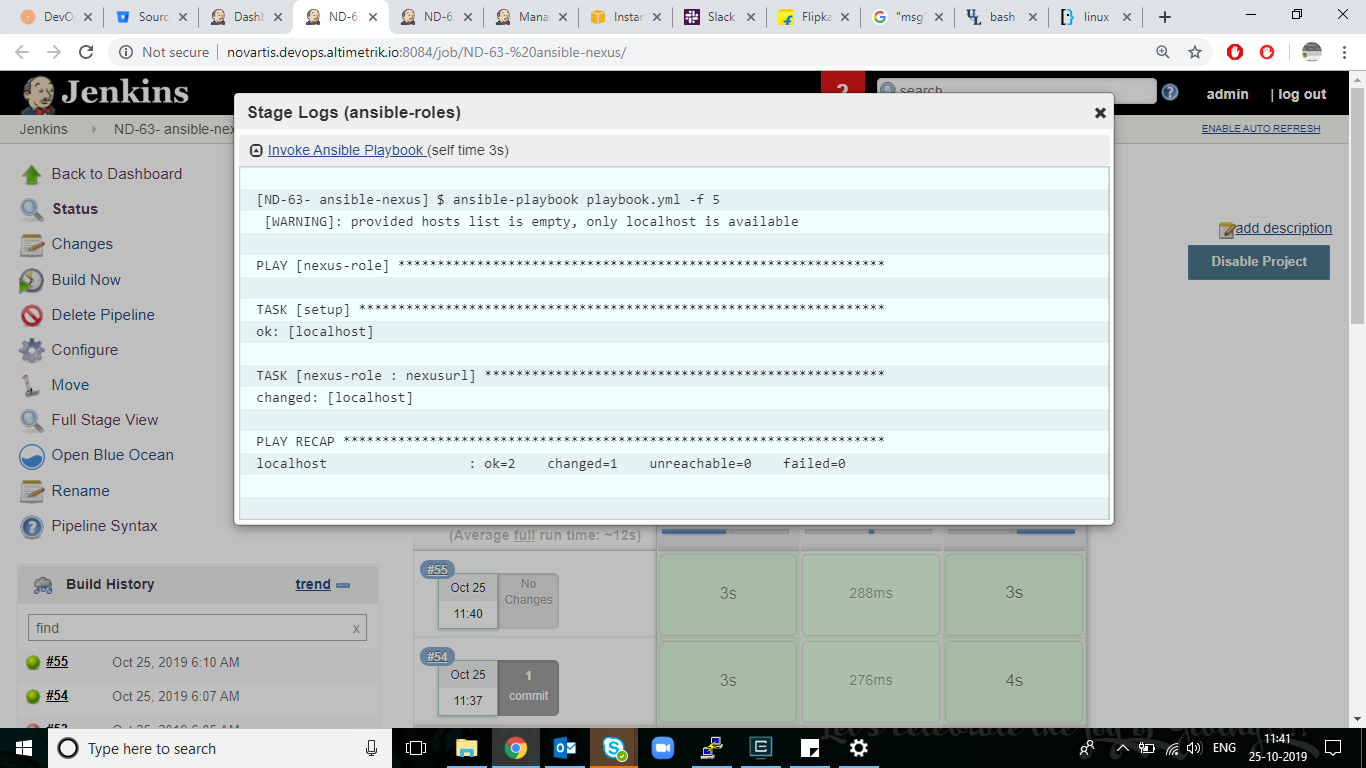 DevO
Sourc
Dashb
ND-6
ND-6
Mana
Instan
Slack
Flipka
"msg"
bash
linux
Not secure | novartis.devops.altimetrik.io:8084/job/ND-63-%20ansible-nexus/
Jenkins
2
search
admin
| log out
Jenkins
ND-63- ansible-nex
ENABLE AUTO REFRESH
Stage Logs (ansible-roles)
Invoke Ansible Playbook (self time 3s)
[ND-63- ansible-nexus] $ ansible-playbook playbook.yml -f 5
[WARNING]: provided hosts list is empty, only localhost is available
PLAY [nexus-role] **************************************************************
TASK [setup] *******************************************************************
ok: [localhost]
TASK [nexus-role : nexusurl] ***************************************************
changed: [localhost]
PLAY RECAP *********************************************************************
localhost : ok=2 changed=1 unreachable=0 failed=0
Back to Dashboard
Status
Changes
Build Now
Delete Pipeline
Configure
Move
Full Stage View
Open Blue Ocean
Rename
Pipeline Syntax
add description
Disable Project
(Average full run time: ~12s)
#55
Oct 25
11:40
No
Changes
3s
288ms
3s
#54
Oct 25
11:37
1
commit
3s
276ms
4s
Build History
trend
find
x
#55 Oct 25, 2019 6:10 AM
#54 Oct 25, 2019 6:07 AM
Type here to search
ENG
11:41
25-10-2019